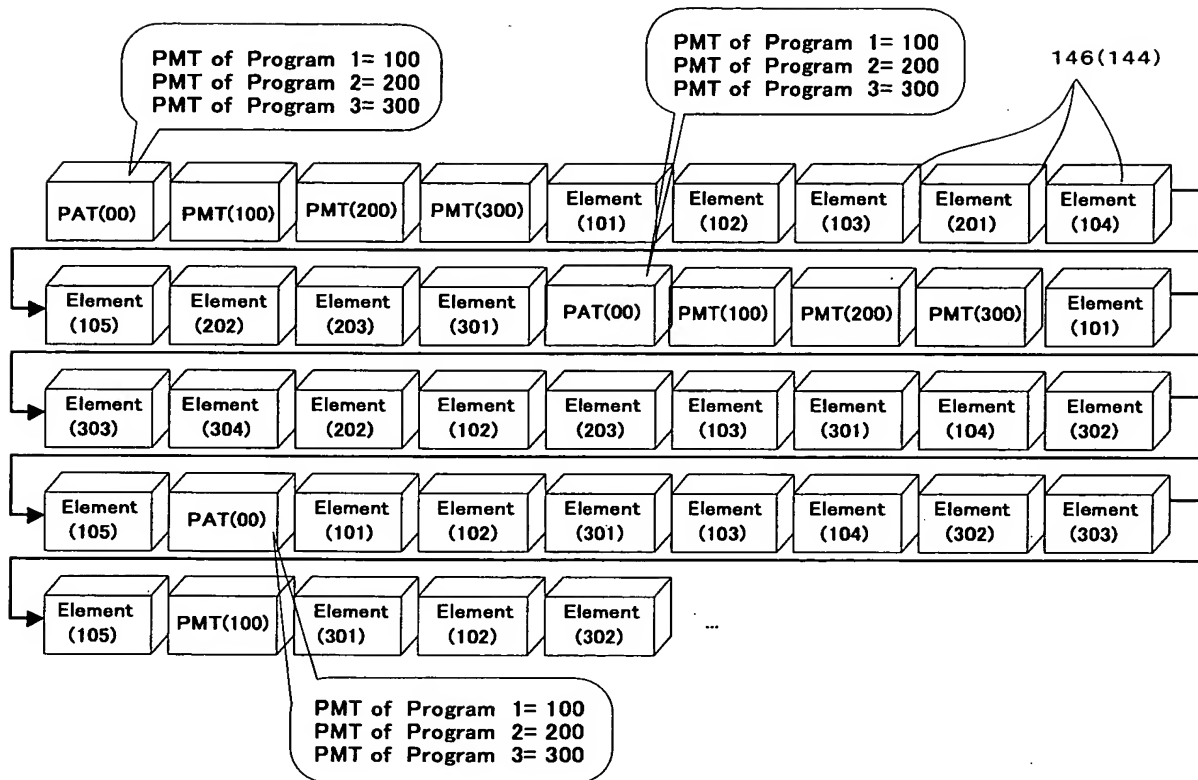 PMT of Program 1= 100
PMT of Program 2= 200
PMT of Program 3= 300
PMT of Program 1= 100
PMT of Program 2= 200
PMT of Program 3= 300
146(144)
PAT(00) PMT(100) PMT(200) PMT(300) Element (101) Element (102) Element (103) Element (201) Element (104)
Element (105) Element (202) Element (203) Element (301) PAT(00) PMT(100) PMT(200) PMT(300) Element (101)
Element (303) Element (304) Element (202) Element (102) Element (203) Element (103) Element (301) Element (104) Element (302)
Element (105) PAT(00) Element (101) Element (102) Element (301) Element (103) Element (104) Element (302) Element (303)
Element (105) PMT(100) Element (301) Element (102) Element (302) ...
PMT of Program 1= 100
PMT of Program 2= 200
PMT of Program 3= 300